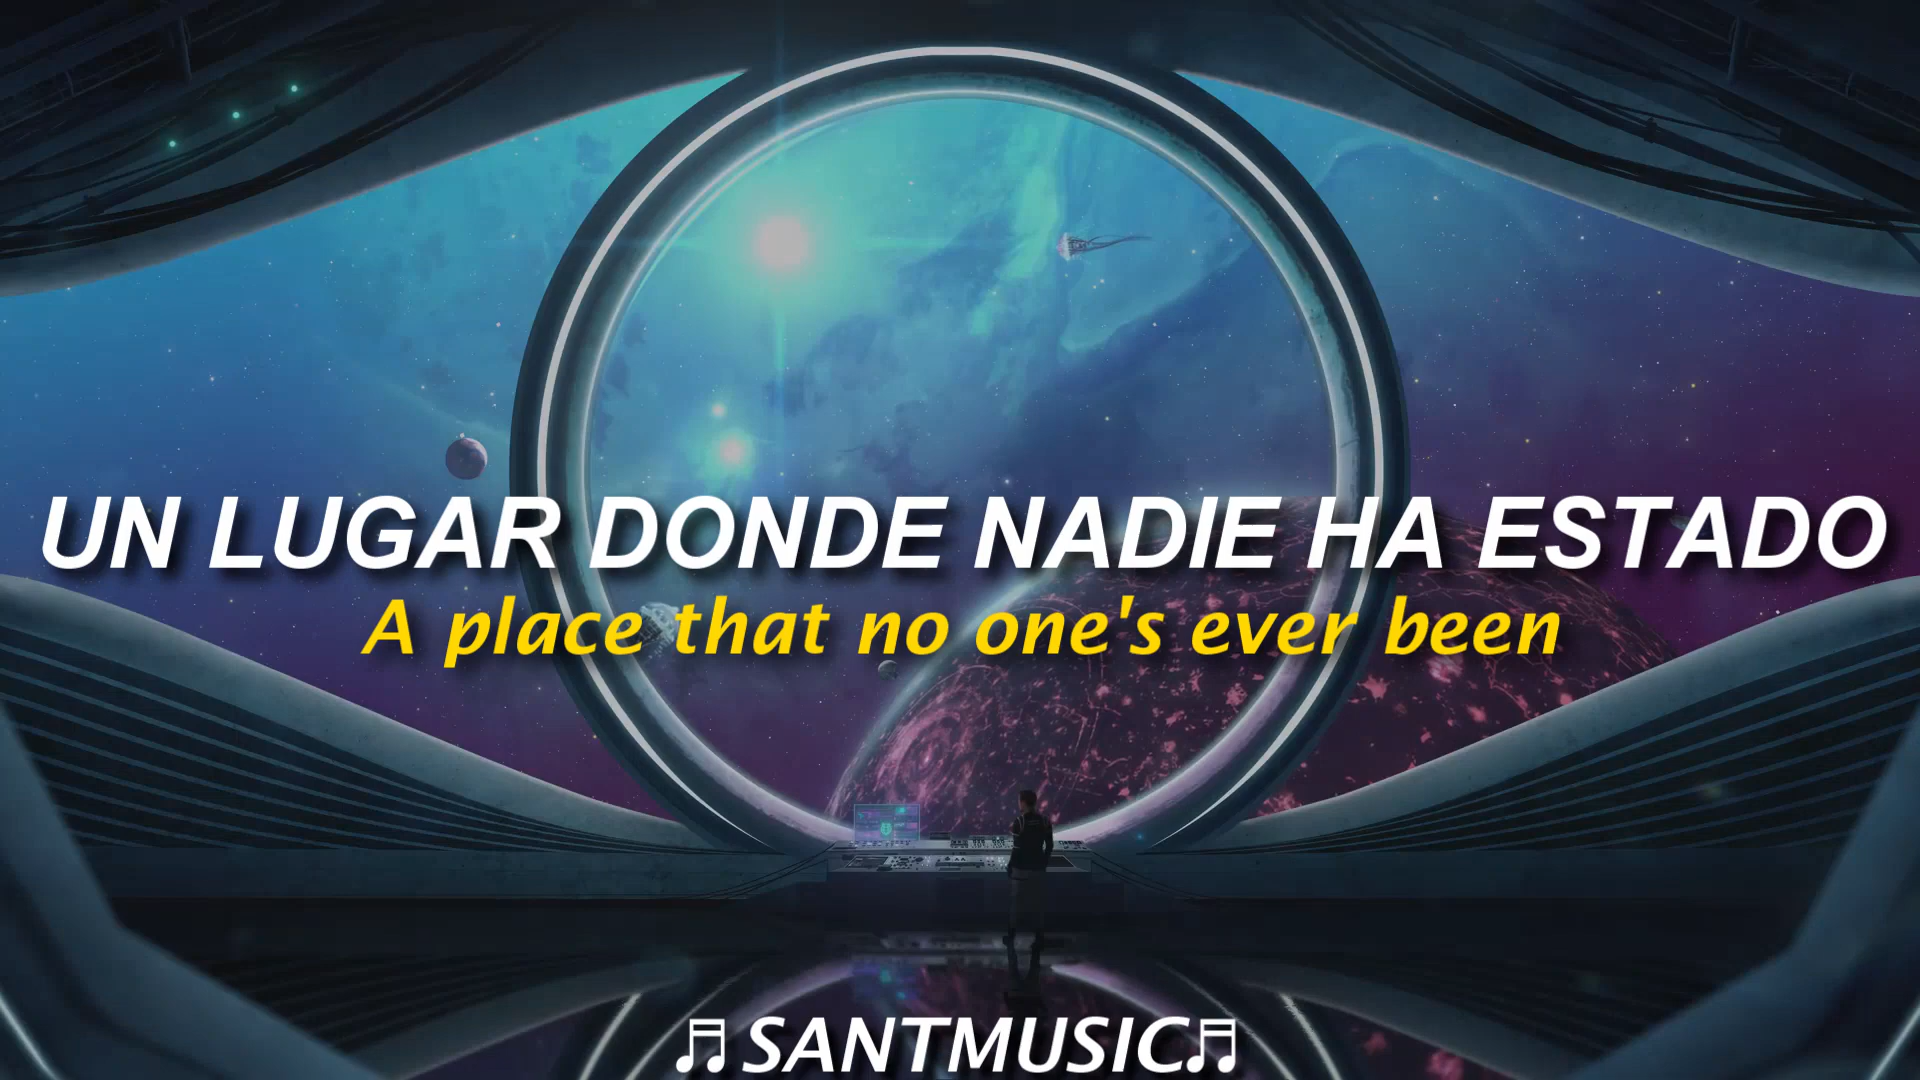 UN LUGAR DONDE NADIE HA ESTADO
A place that no one's ever been
♬SANTMUSIC♬